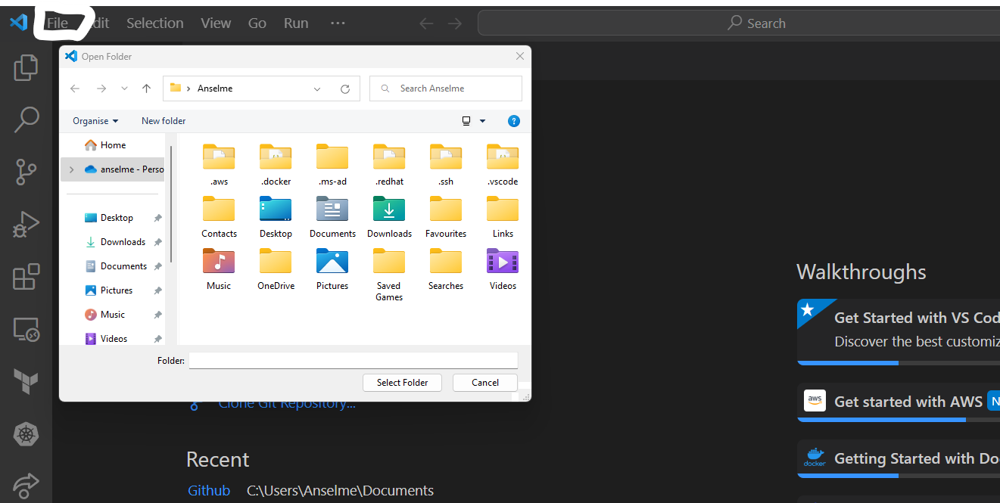 File Edit Selection View Go Run ··· Search
Open Folder
Anselme Search Anselme
Organise New folder
Home
anselme - Perso
Desktop
Downloads
Documents
Pictures
Music
Videos
.aws .docker .ms-ad .redhat .ssh .vscode
Contacts Desktop Documents Downloads Favourites Links
Music OneDrive Pictures Saved Games Searches Videos
Folder:
Select Folder Cancel
Clone Git Repository...
Recent
Github C:\Users\Anselme\Documents
Walkthroughs
Get Started with VS Cod
Discover the best customiz
aws Get started with AWS N
docker Getting Started with Do